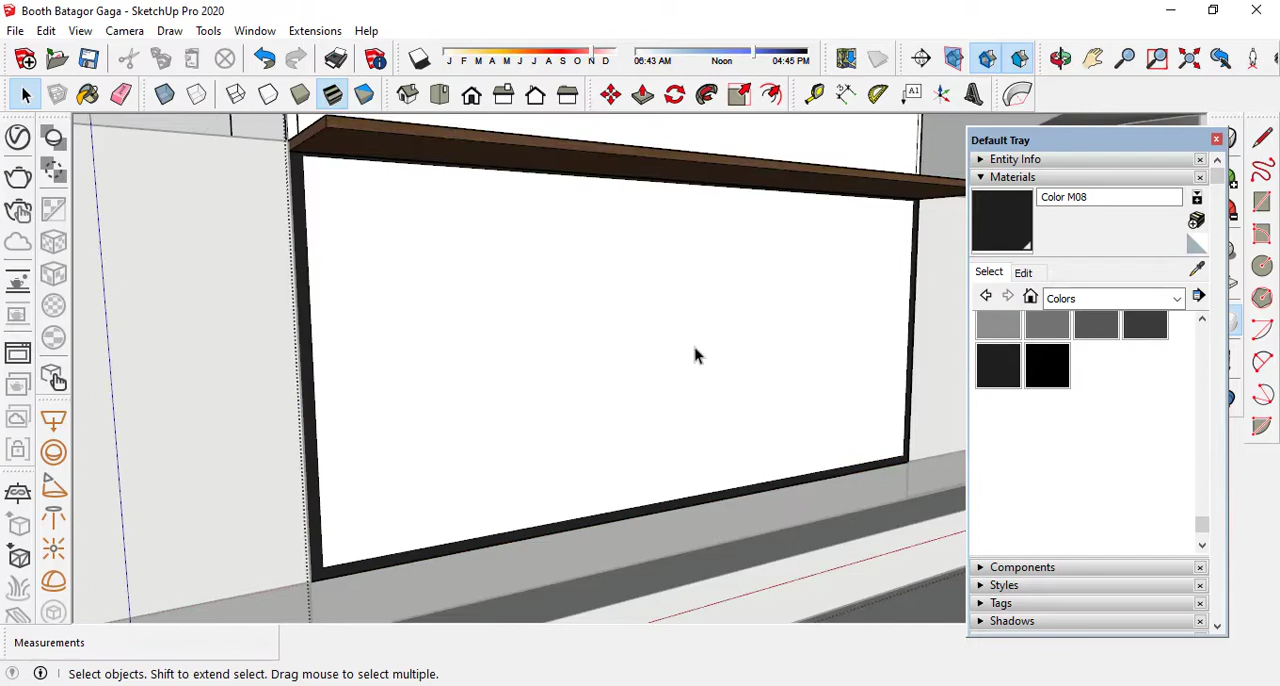 Booth Batagor Gaga - SketchUp Pro 2020
File Edit View Camera Draw Tools Window Extensions Help
J F M A M J J A S O N D
06:43 AM Noon 04:45 PM
A1
Default Tray
Entity Info
Materials
Color M08
Select Edit
Colors
Components
Styles
Tags
Shadows
Measurements
Select objects. Shift to extend select. Drag mouse to select multiple.